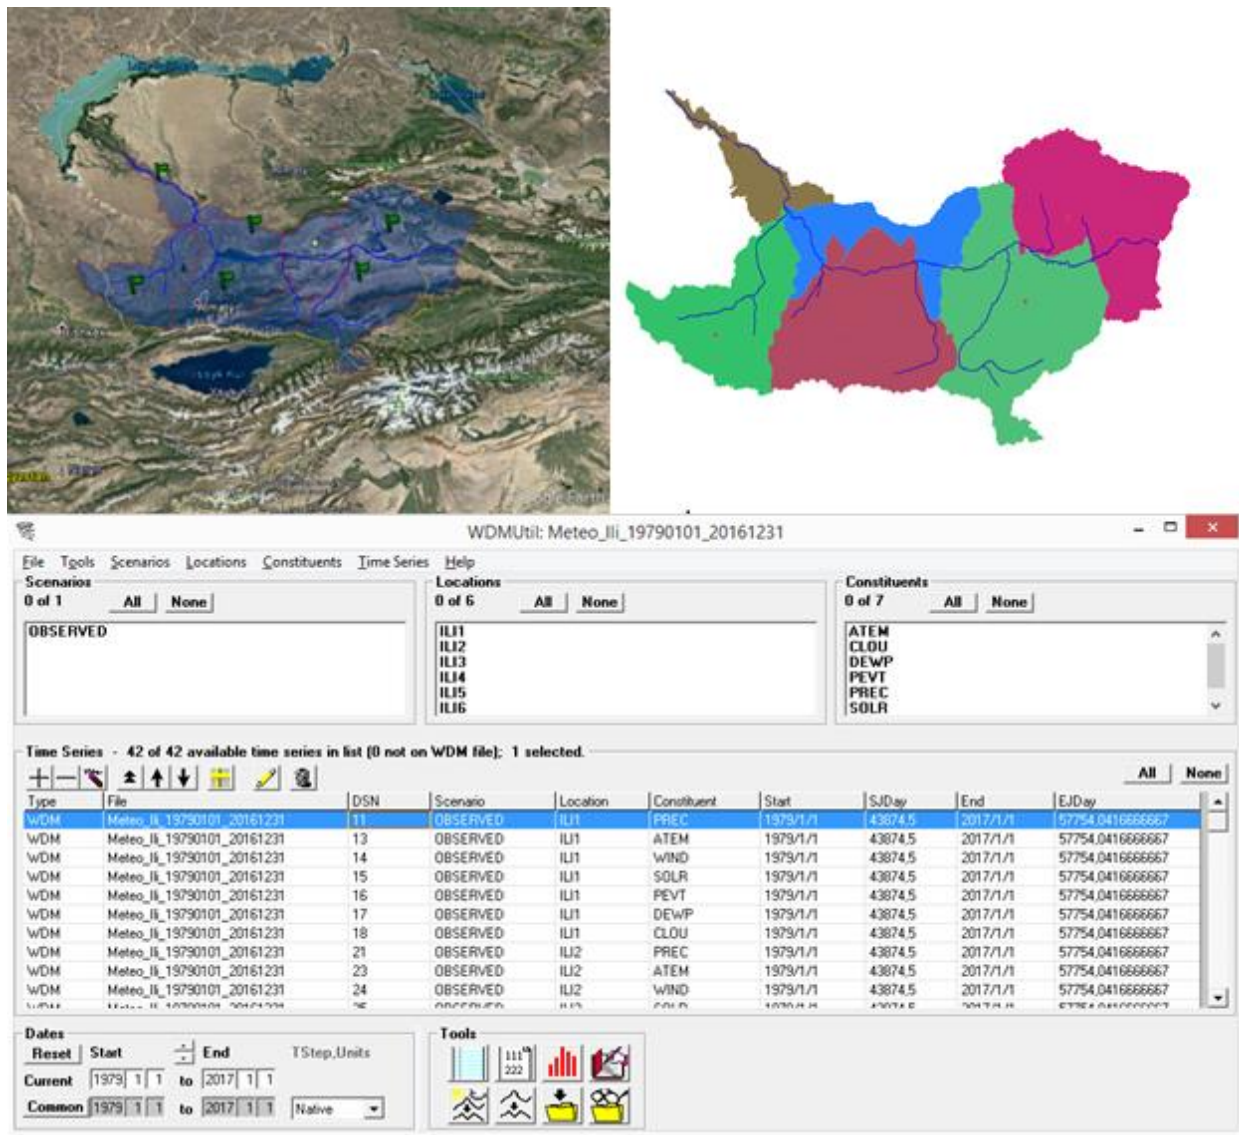 Google Earth
WDMUtil: Meteo_Ili_19790101_20161231
File Tools Scenarios Locations Constituents Time Series Help
Scenarios
0 of 1 All None
OBSERVED
Locations
0 of 6 All None
ILI1
ILI2
ILI3
ILI4
ILI5
ILI6
Constituents
0 of 7 All None
ATEM
CLOU
DEWP
PEVT
PREC
SOLR
Time Series - 42 of 42 available time series in list (0 not on WDM file); 1 selected.
All None
Type File DSN Scenario Location Constituent Start SJDay End EJDay
WDM Meteo_Ili_19790101_20161231 11 OBSERVED ILI1 PREC 1979/1/1 43874,5 2017/1/1 57754,0416666667
WDM Meteo_Ili_19790101_20161231 13 OBSERVED ILI1 ATEM 1979/1/1 43874,5 2017/1/1 57754,0416666667
WDM Meteo_Ili_19790101_20161231 14 OBSERVED ILI1 WIND 1979/1/1 43874,5 2017/1/1 57754,0416666667
WDM Meteo_Ili_19790101_20161231 15 OBSERVED ILI1 SOLR 1979/1/1 43874,5 2017/1/1 57754,0416666667
WDM Meteo_Ili_19790101_20161231 16 OBSERVED ILI1 PEVT 1979/1/1 43874,5 2017/1/1 57754,0416666667
WDM Meteo_Ili_19790101_20161231 17 OBSERVED ILI1 DEWP 1979/1/1 43874,5 2017/1/1 57754,0416666667
WDM Meteo_Ili_19790101_20161231 18 OBSERVED ILI1 CLOU 1979/1/1 43874,5 2017/1/1 57754,0416666667
WDM Meteo_Ili_19790101_20161231 21 OBSERVED ILI2 PREC 1979/1/1 43874,5 2017/1/1 57754,0416666667
WDM Meteo_Ili_19790101_20161231 23 OBSERVED ILI2 ATEM 1979/1/1 43874,5 2017/1/1 57754,0416666667
WDM Meteo_Ili_19790101_20161231 24 OBSERVED ILI2 WIND 1979/1/1 43874,5 2017/1/1 57754,0416666667
Dates
Reset Start End TStep,Units
Current 1979 1 1 to 2017 1 1
Common 1979 1 1 to 2017 1 1 Native
Tools
111
222